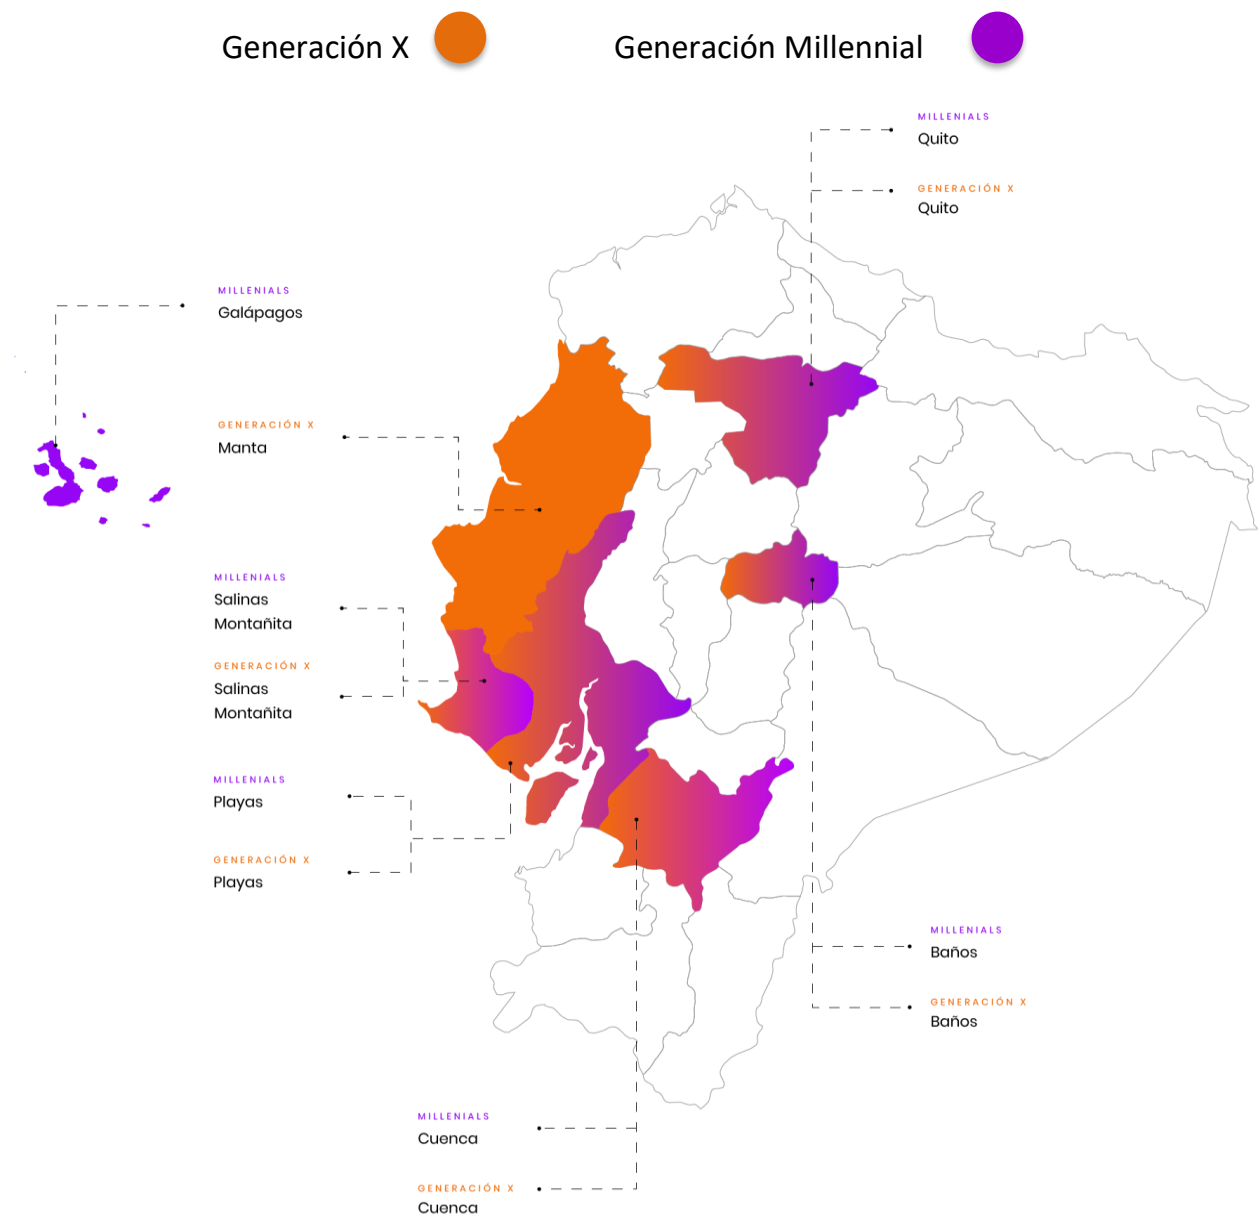 Generación X
Generación Millennial
MILLENIALS
Quito
GENERACIÓN X
Quito
MILLENIALS
Galápagos
GENERACIÓN X
Manta
MILLENIALS
Salinas
Montañita
GENERACIÓN X
Salinas
Montañita
MILLENIALS
Playas
GENERACIÓN X
Playas
MILLENIALS
Baños
GENERACIÓN X
Baños
MILLENIALS
Cuenca
GENERACIÓN X
Cuenca